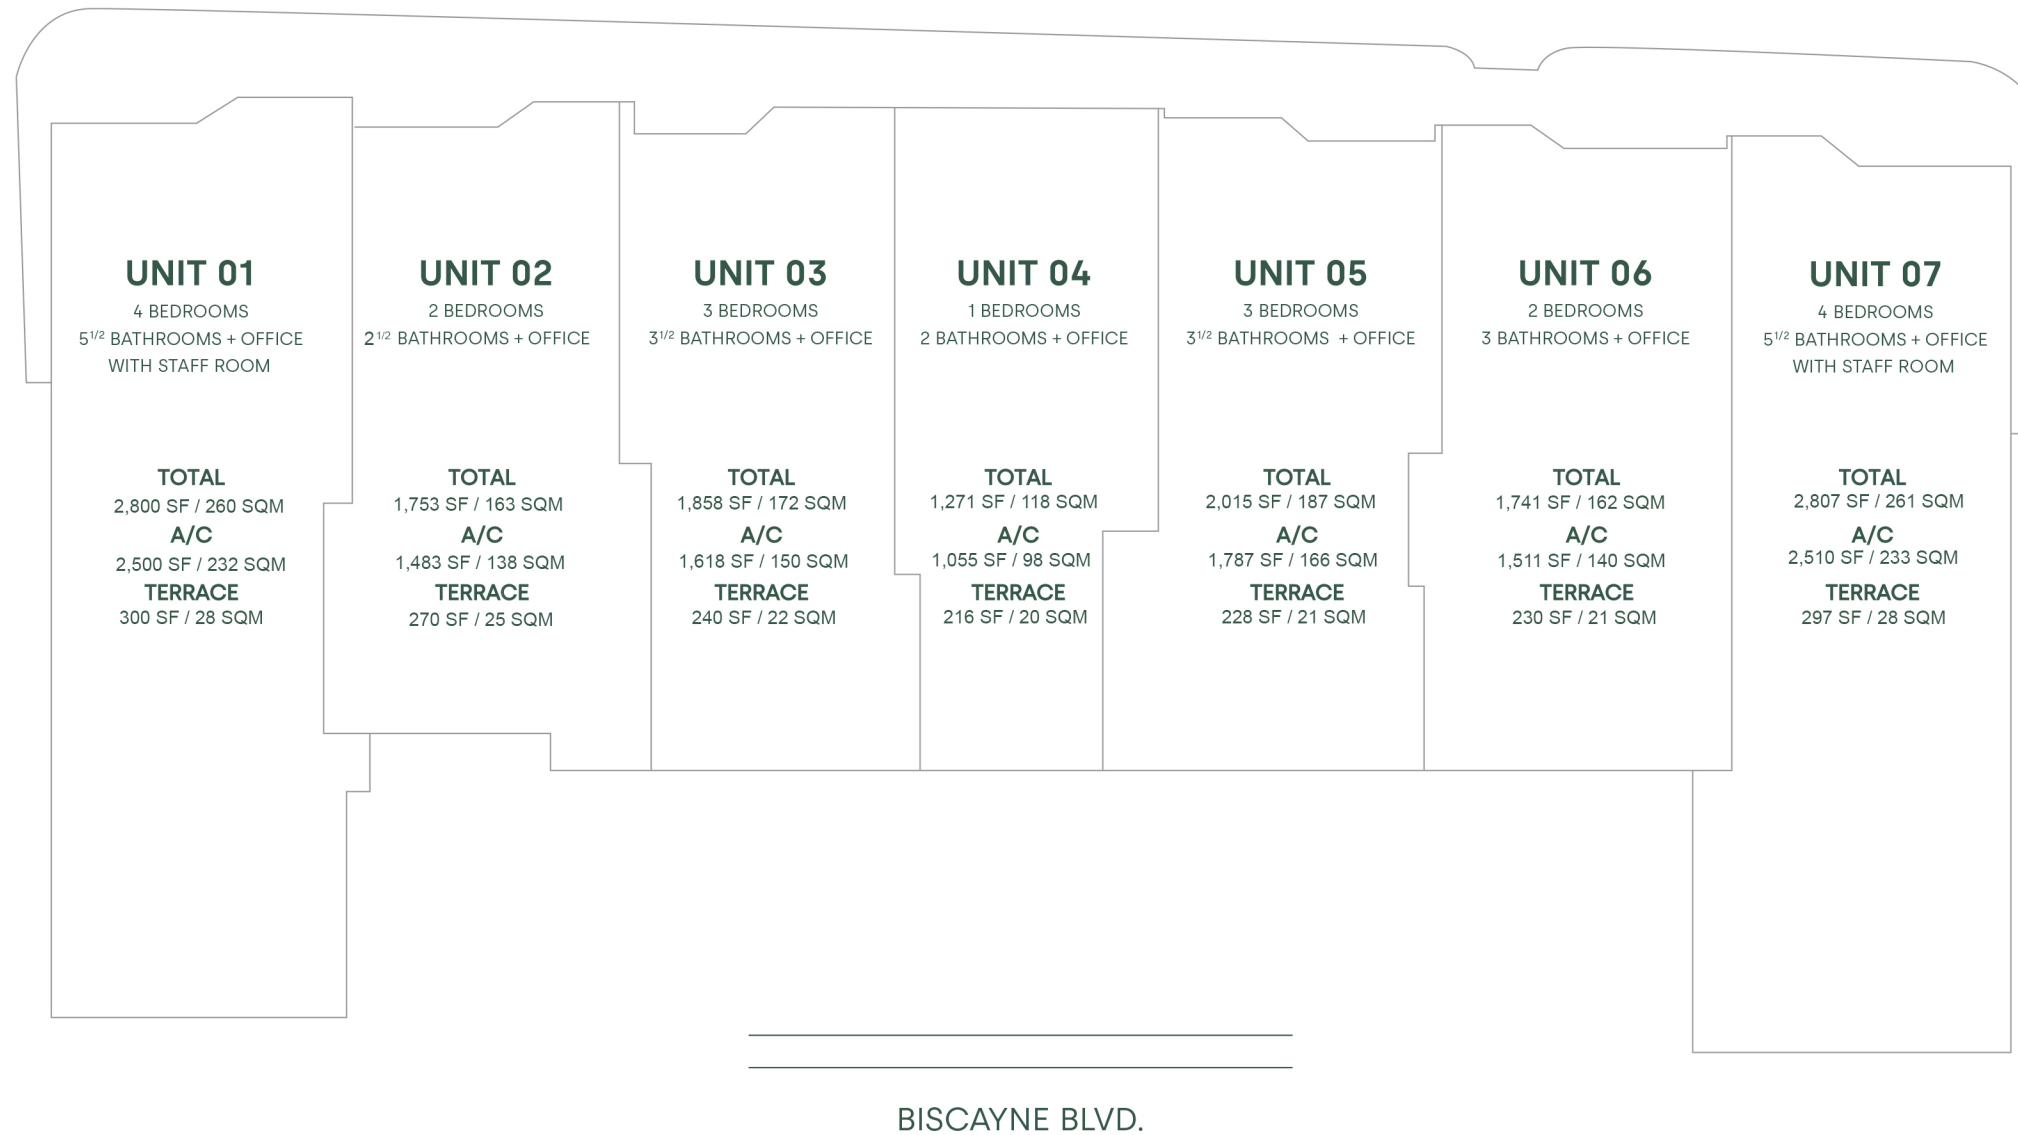 UNIT 01
4 BEDROOMS
5 1/2 BATHROOMS + OFFICE
WITH STAFF ROOM
TOTAL
2,800 SF / 260 SQM
A/C
2,500 SF / 232 SQM
TERRACE
300 SF / 28 SQM
UNIT 02
2 BEDROOMS
2 1/2 BATHROOMS + OFFICE
TOTAL
1,753 SF / 163 SQM
A/C
1,483 SF / 138 SQM
TERRACE
270 SF / 25 SQM
UNIT 03
3 BEDROOMS
3 1/2 BATHROOMS + OFFICE
TOTAL
1,858 SF / 172 SQM
A/C
1,618 SF / 150 SQM
TERRACE
240 SF / 22 SQM
UNIT 04
1 BEDROOMS
2 BATHROOMS + OFFICE
TOTAL
1,271 SF / 118 SQM
A/C
1,055 SF / 98 SQM
TERRACE
216 SF / 20 SQM
UNIT 05
3 BEDROOMS
3 1/2 BATHROOMS + OFFICE
TOTAL
2,015 SF / 187 SQM
A/C
1,787 SF / 166 SQM
TERRACE
228 SF / 21 SQM
UNIT 06
2 BEDROOMS
3 BATHROOMS + OFFICE
TOTAL
1,741 SF / 162 SQM
A/C
1,511 SF / 140 SQM
TERRACE
230 SF / 21 SQM
UNIT 07
4 BEDROOMS
5 1/2 BATHROOMS + OFFICE
WITH STAFF ROOM
TOTAL
2,807 SF / 261 SQM
A/C
2,510 SF / 233 SQM
TERRACE
297 SF / 28 SQM
BISCAYNE BLVD.